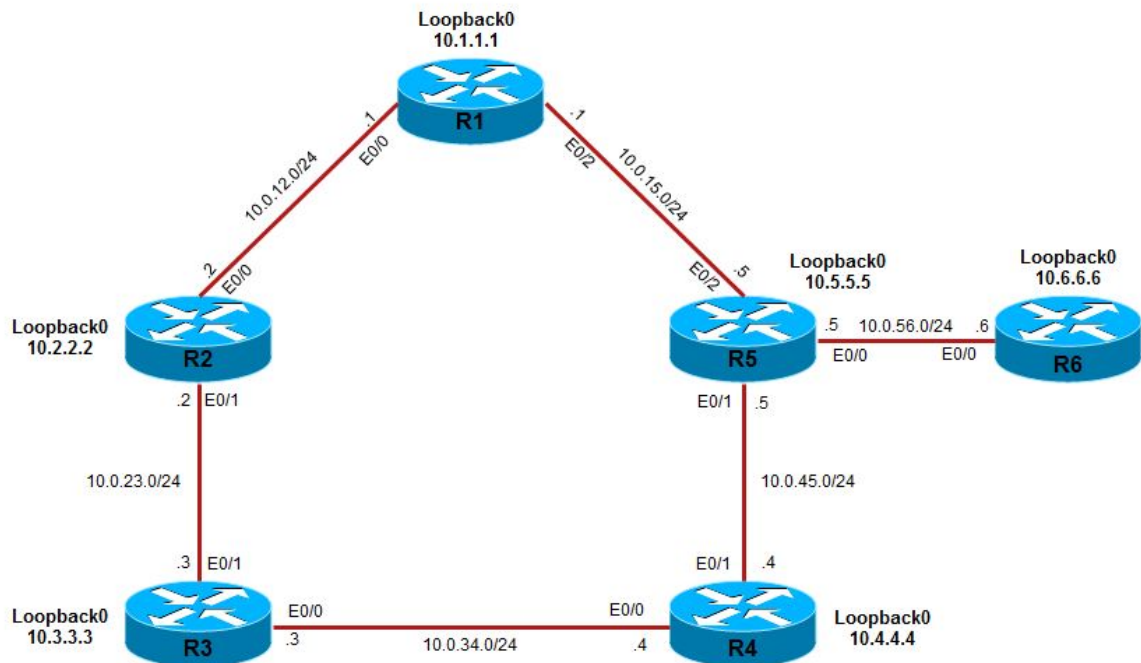 Loopback0
10.1.1.1
R1
.1
E0/0
10.0.12.0/24
.2
E0/0
.1
E0/2
10.0.15.0/24
.5
E0/2
Loopback0
10.2.2.2
R2
Loopback0
10.5.5.5
R5
.5
10.0.56.0/24
.6
E0/0
E0/0
Loopback0
10.6.6.6
R6
.2
E0/1
10.0.23.0/24
.3
E0/1
E0/1
.5
10.0.45.0/24
E0/1
.4
Loopback0
10.3.3.3
R3
E0/0
.3
10.0.34.0/24
E0/0
.4
R4
Loopback0
10.4.4.4